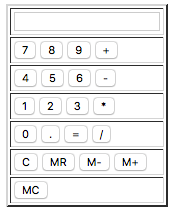 7 8 9 +
4 5 6 -
1 2 3 *
0 . = /
C MR M- M+
MC